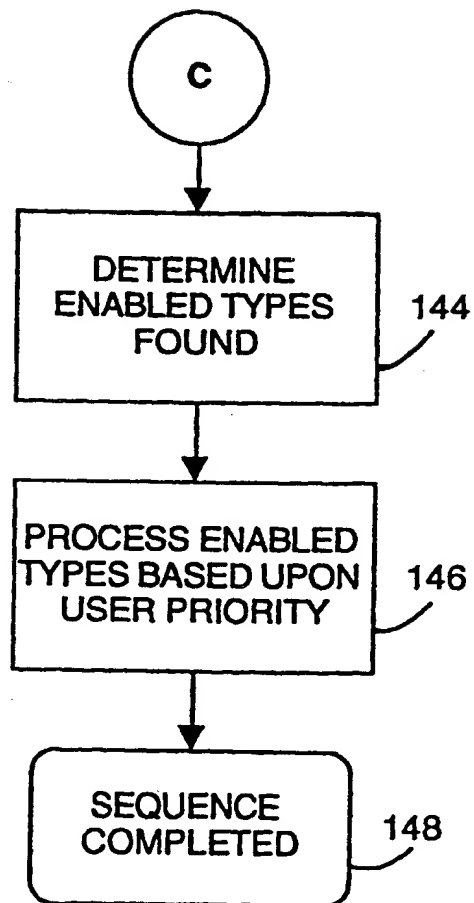 C
DETERMINE
ENABLED TYPES
FOUND
144
PROCESS ENABLED
TYPES BASED UPON
USER PRIORITY
146
SEQUENCE
COMPLETED
148